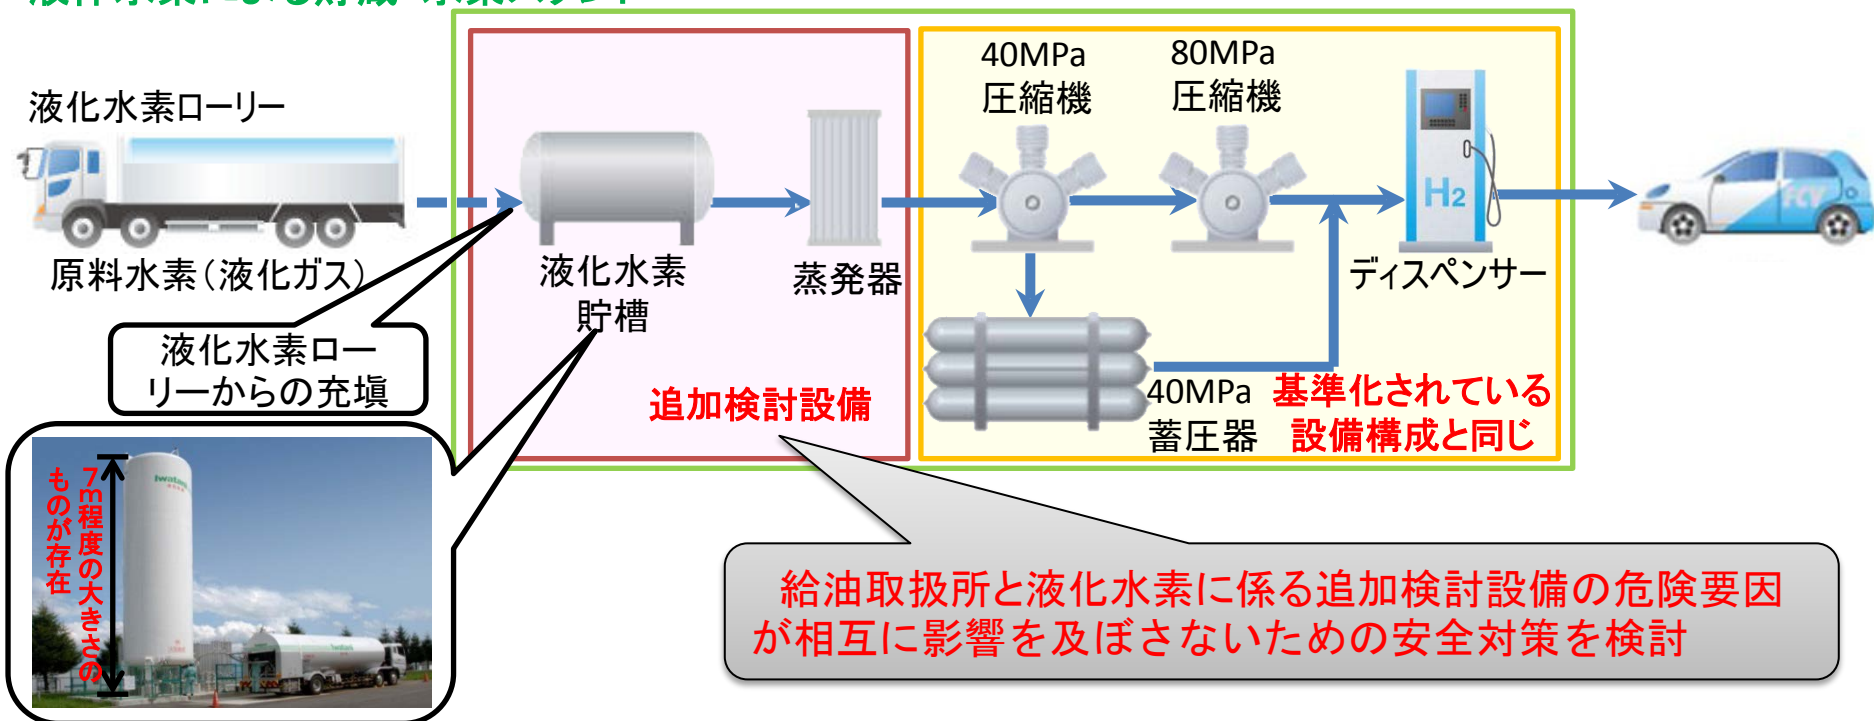 液化水素ローリー
原料水素（液化ガス）
液化水素ロー
リーからの充塡
液化水素
貯槽
蒸発器
追加検討設備
40MPa
圧縮機
80MPa
圧縮機
H2
ディスペンサー
40MPa
蓄圧器
基準化されている
設備構成と同じ
FCV
7m程度の大きさの
ものが存在
Iwatani
Iwatani
給油取扱所と液化水素に係る追加検討設備の危険要因
が相互に影響を及ぼさないための安全対策を検討